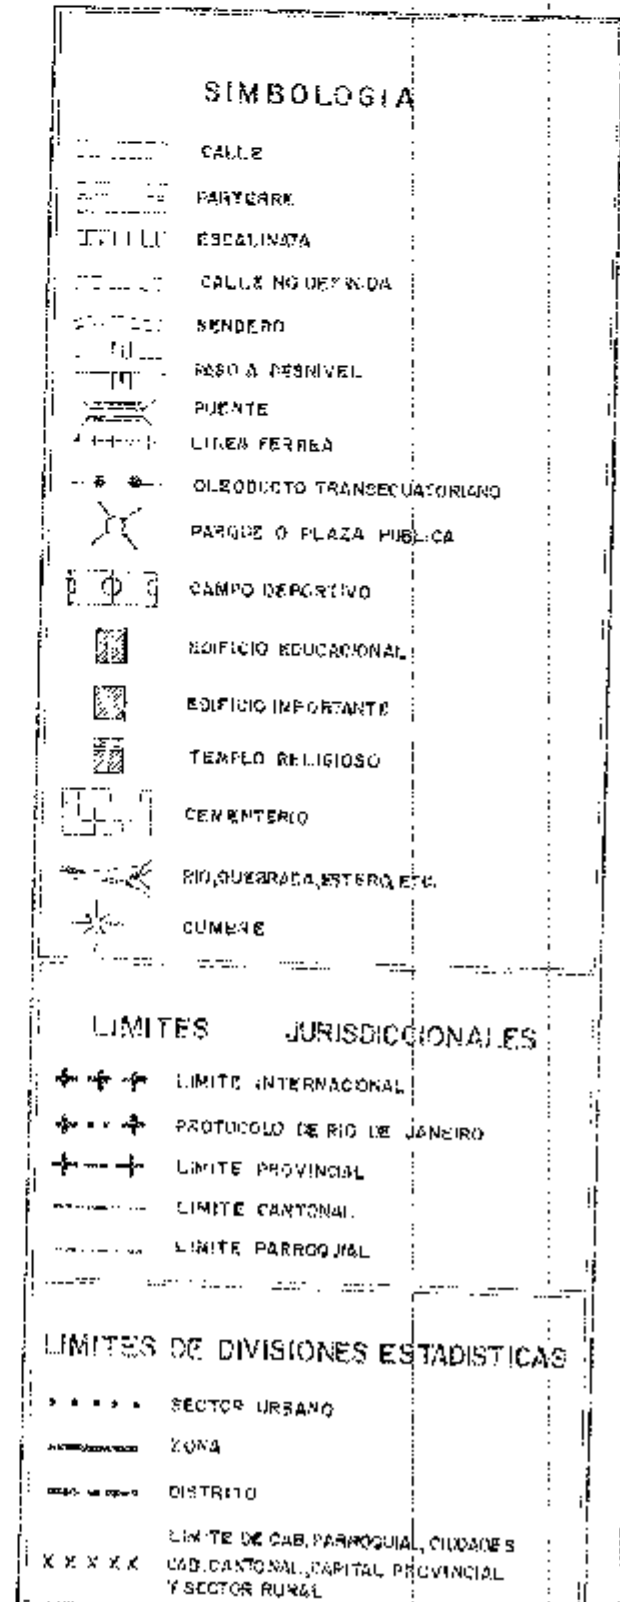 SIMBOLOGIA
CALLE
PARTERRE
ESCALINATA
CALLE NO DEFINIDA
SENDERO
PASO A DESNIVEL
PUENTE
LINEA FERREA
OLEODUCTO TRANSECUATORIANO
PARQUE O PLAZA PUBLICA
CAMPO DEPORTIVO
EDIFICIO EDUCACIONAL
EDIFICIO IMPORTANTE
TEMPLO RELIGIOSO
CEMENTERIO
RIO, QUEBRADA, ESTERO, ETC.
CUMBRE
LIMITES JURISDICCIONALES
LIMITE INTERNACIONAL
PROTOCOLO DE RIO DE JANEIRO
LIMITE PROVINCIAL
LIMITE CANTONAL
LIMITE PARROQUIAL
LIMITES DE DIVISIONES ESTADISTICAS
SECTOR URBANO
ZONA
DISTRITO
LIMITE DE CAB. PARROQUIAL, CIUDADES
CAB. CANTONAL, CAPITAL PROVINCIAL
Y SECTOR RURAL